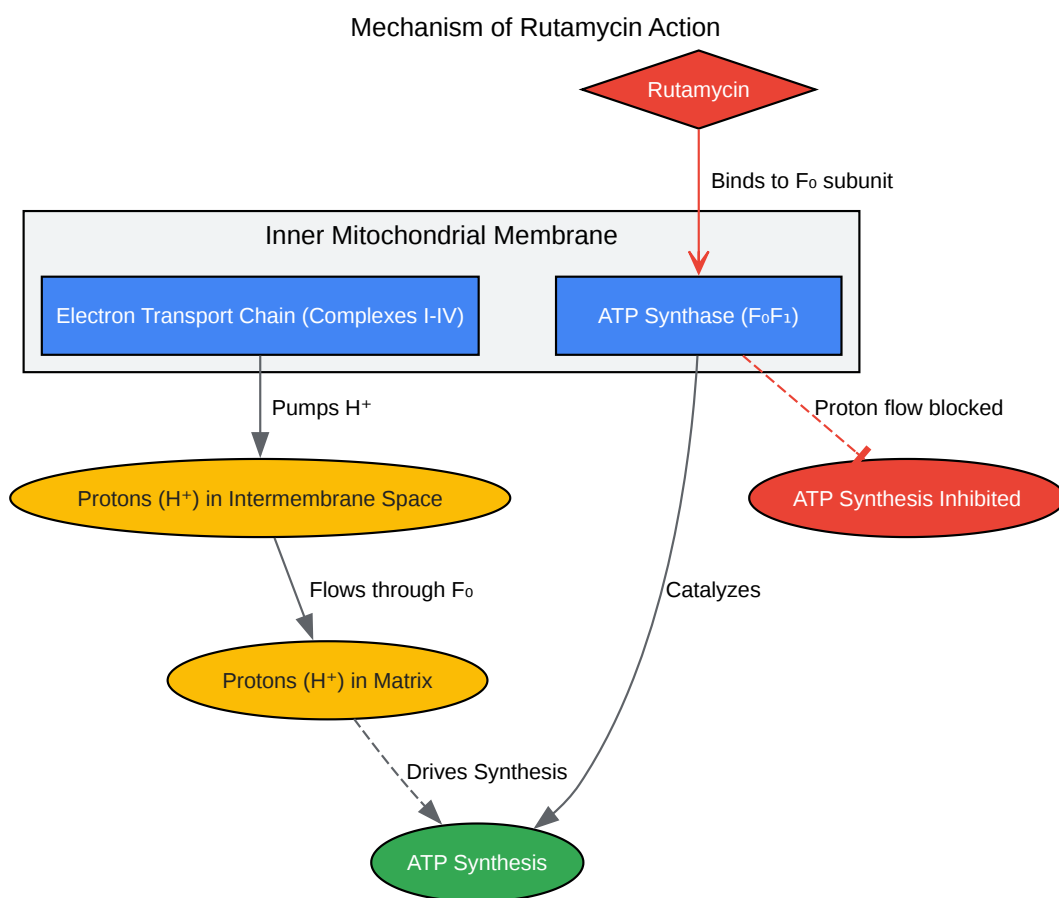 Mechanism of Rutamycin Action
Rutamycin
Binds to F₀ subunit
Inner Mitochondrial Membrane
Electron Transport Chain (Complexes I-IV)
ATP Synthase (F₀F₁)
Pumps H⁺
Proton flow blocked
Protons (H⁺) in Intermembrane Space
ATP Synthesis Inhibited
Flows through F₀
Catalyzes
Protons (H⁺) in Matrix
Drives Synthesis
ATP Synthesis